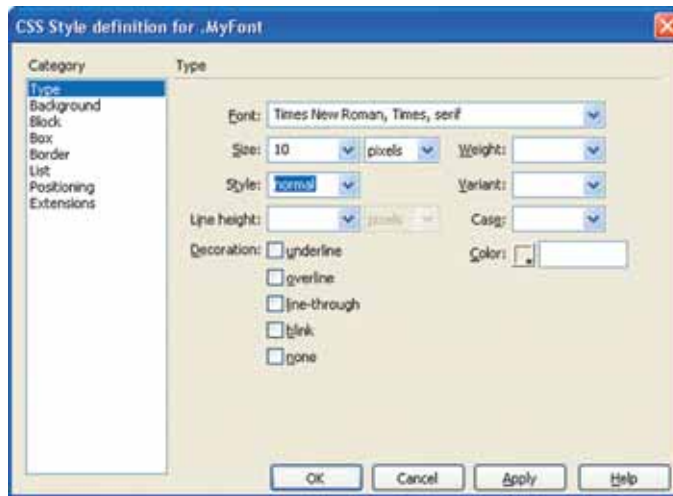 CSS Style definition for .MyFont
Category
Type
Type
Background
Block
Box
Border
List
Positioning
Extensions
Font: Times New Roman, Times, serif
Size: 10 pixels Weight:
Style: normal Variant:
Line height: pixels Case:
Decoration: underline Color:
overline
line-through
blink
none
OK Cancel Apply Help